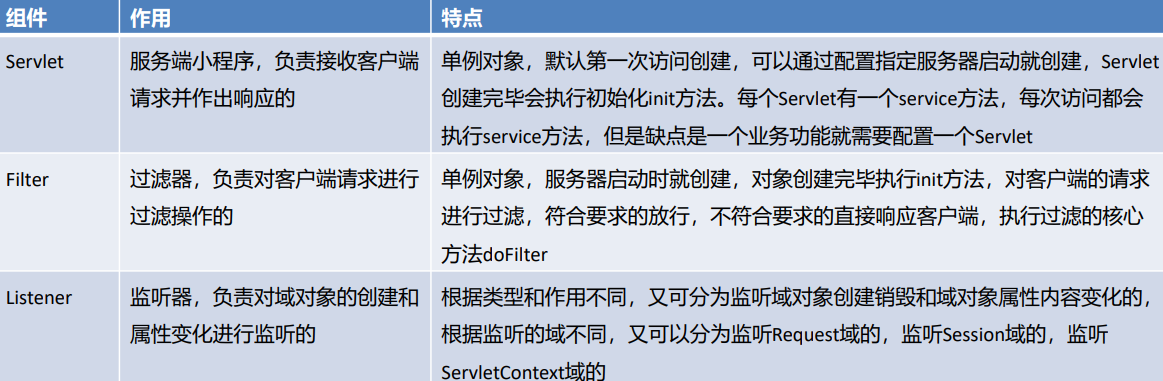 组件 作用 特点
Servlet 服务端小程序，负责接收客户端 单例对象，默认第一次访问创建，可以通过配置指定服务器启动就创建，Servlet
请求并作出响应的 创建完毕会执行初始化init方法。每个Servlet有一个service方法，每次访问都会
执行service方法，但是缺点是一个业务功能就需要配置一个Servlet
Filter 过滤器，负责对客户端请求进行 单例对象，服务器启动时就创建，对象创建完毕执行init方法，对客户端的请求
过滤操作的 进行过滤，符合要求的放行，不符合要求的直接响应客户端，执行过滤的核心
方法doFilter
Listener 监听器，负责对域对象的创建和 根据类型和作用不同，又可分为监听域对象创建销毁和域对象属性内容变化的，
属性变化进行监听的 根据监听的域不同，又可以分为监听Request域的，监听Session域的，监听
ServletContext域的